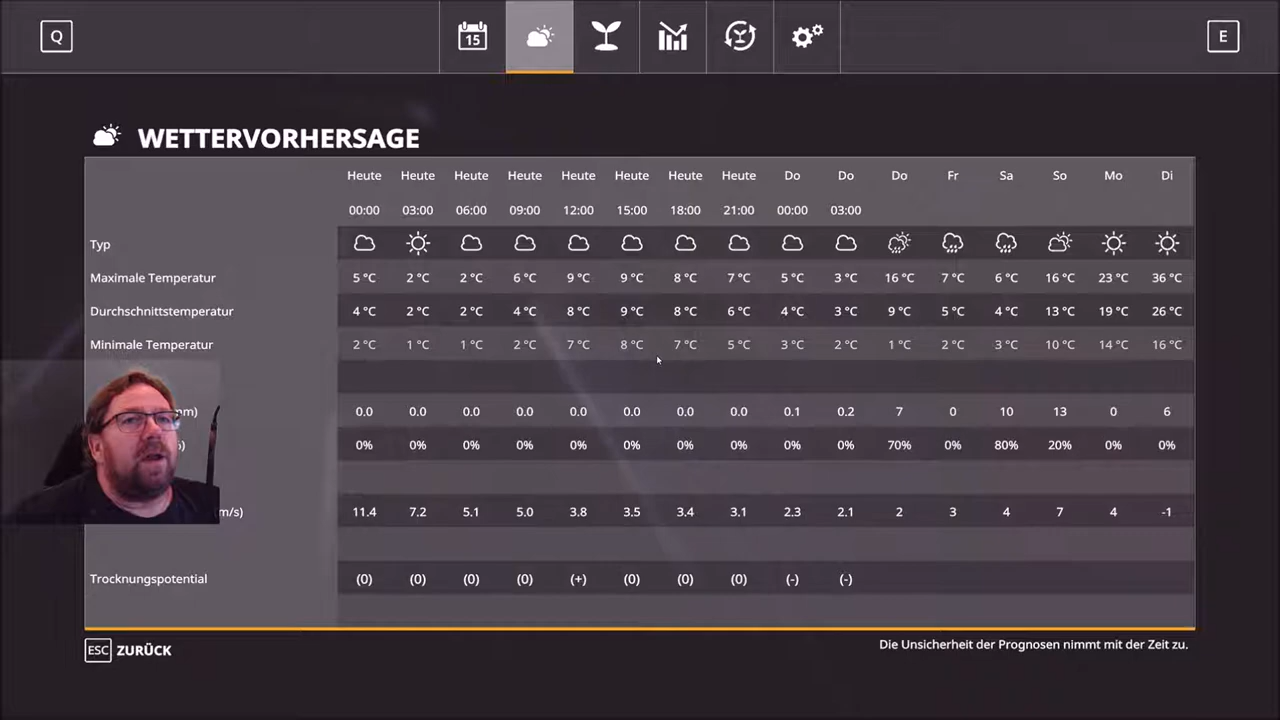 Q 15 E
WETTERVORHERSAGE
Heute Heute Heute Heute Heute Heute Heute Heute Do Do Do Fr Sa So Mo Di
00:00 03:00 06:00 09:00 12:00 15:00 18:00 21:00 00:00 03:00
Typ
Maximale Temperatur 5 °C 2 °C 2 °C 6 °C 9 °C 9 °C 8 °C 7 °C 5 °C 3 °C 16 °C 7 °C 6 °C 16 °C 23 °C 36 °C
Durchschnittstemperatur 4 °C 2 °C 2 °C 4 °C 8 °C 9 °C 8 °C 6 °C 4 °C 3 °C 9 °C 5 °C 4 °C 13 °C 19 °C 26 °C
Minimale Temperatur 2 °C 1 °C 1 °C 2 °C 7 °C 8 °C 7 °C 5 °C 3 °C 2 °C 1 °C 2 °C 3 °C 10 °C 14 °C 16 °C
mm) 0.0 0.0 0.0 0.0 0.0 0.0 0.0 0.0 0.1 0.2 7 0 10 13 0 6
0% 0% 0% 0% 0% 0% 0% 0% 0% 0% 70% 0% 80% 20% 0% 0%
m/s) 11.4 7.2 5.1 5.0 3.8 3.5 3.4 3.1 2.3 2.1 2 3 4 7 4 -1
Trocknungspotential (0) (0) (0) (0) (+) (0) (0) (0) (-) (-)
ESC ZURÜCK Die Unsicherheit der Prognosen nimmt mit der Zeit zu.